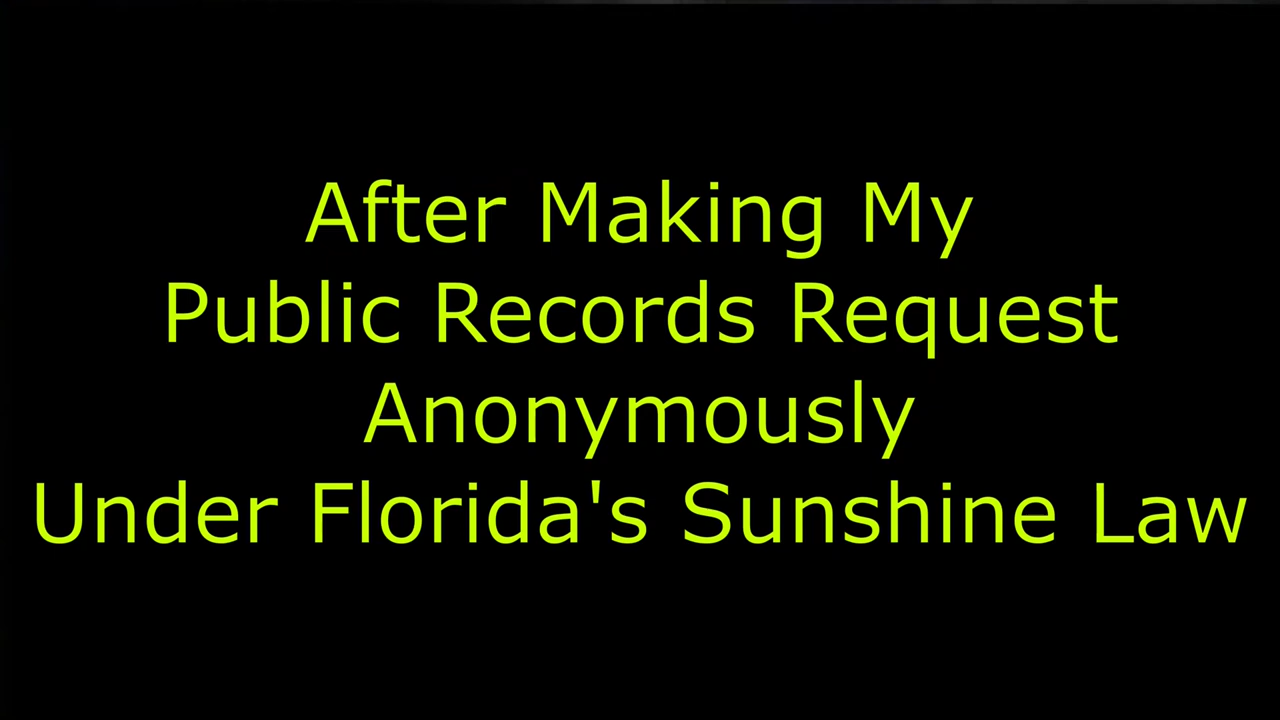 After Making My
Public Records Request
Anonymously
Under Florida's Sunshine Law